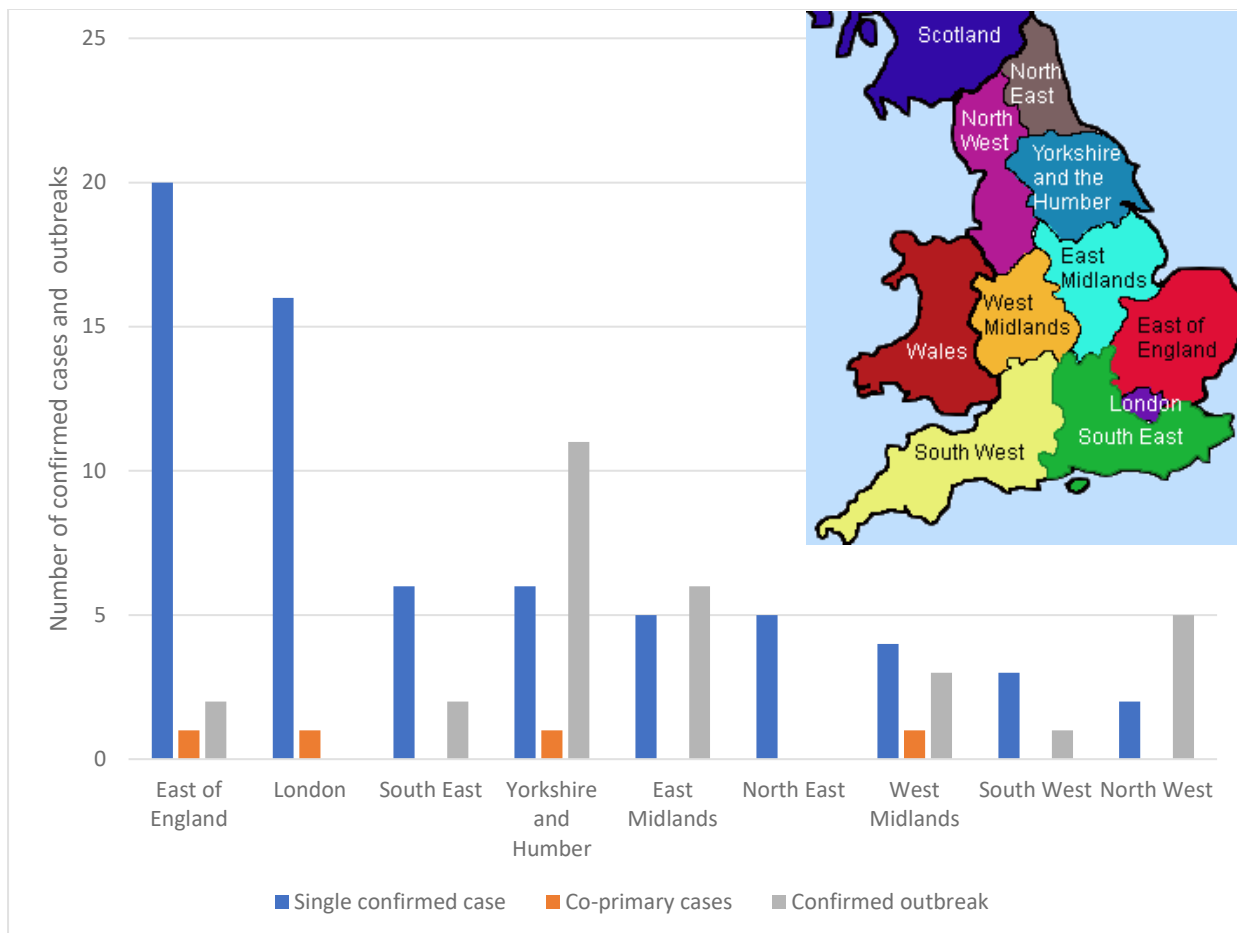 25
20
15
10
5
0
Number of confirmed cases and outbreaks
Scotland
North
East
North
West
Yorkshire
and the
Humber
East
Midlands
West
Midlands
East of
England
Wales
London
South East
South West
East of
England
London
South East
Yorkshire
and
Humber
East
Midlands
North East
West
Midlands
South West
North West
Single confirmed case
Co-primary cases
Confirmed outbreak